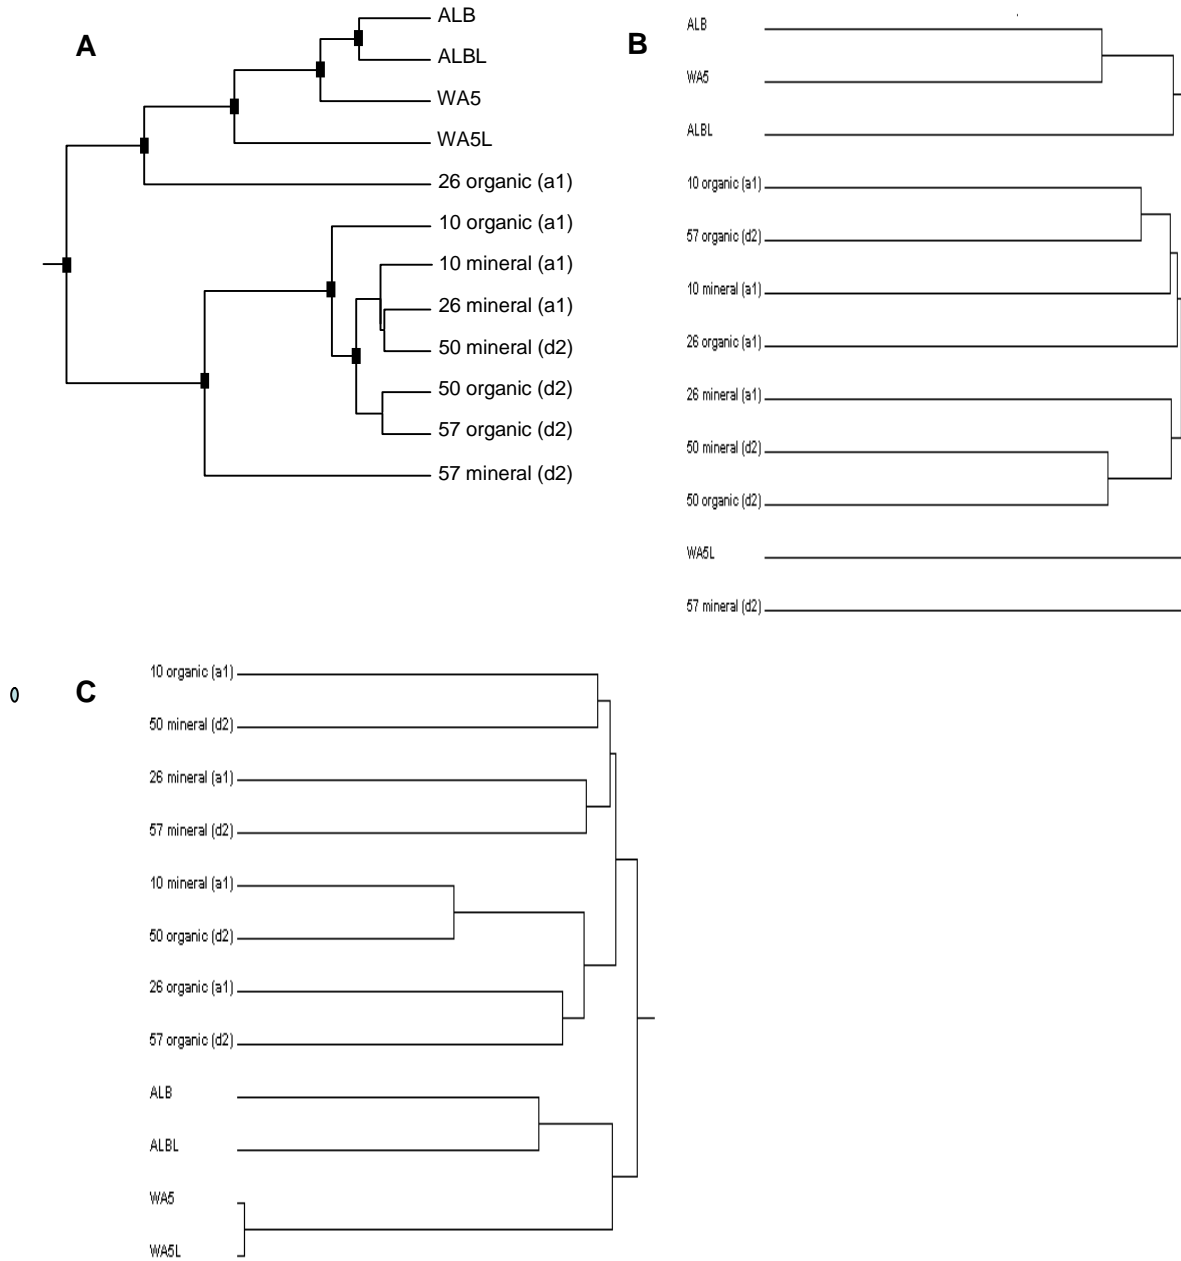 A
ALB
ALBL
WA5
WA5L
26 organic (a1)
10 organic (a1)
10 mineral (a1)
26 mineral (a1)
50 mineral (d2)
50 organic (d2)
57 organic (d2)
57 mineral (d2)
B
ALB
WA5
ALBL
10 organic (a1)
57 organic (d2)
10 mineral (a1)
26 organic (a1)
26 mineral (a1)
50 mineral (d2)
50 organic (d2)
WA5L
57 mineral (d2)
C
10 organic (a1)
50 mineral (d2)
26 mineral (a1)
57 mineral (d2)
10 mineral (a1)
50 organic (d2)
26 organic (a1)
57 organic (d2)
ALB
ALBL
WA5
WA5L